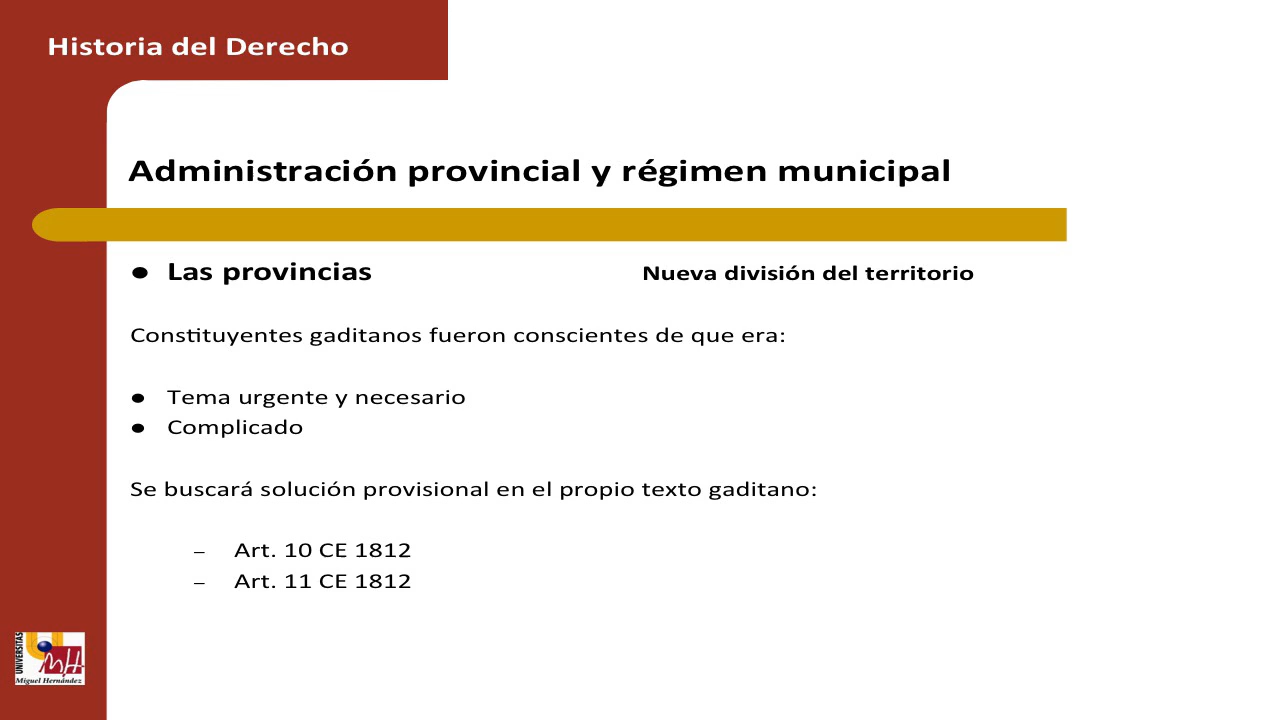 Historia del Derecho
Administración provincial y régimen municipal
● Las provincias Nueva división del territorio
Constituyentes gaditanos fueron conscientes de que era:
● Tema urgente y necesario
● Complicado
Se buscará solución provisional en el propio texto gaditano:
– Art. 10 CE 1812
– Art. 11 CE 1812
UNIVERSITAS
Miguel Hernández